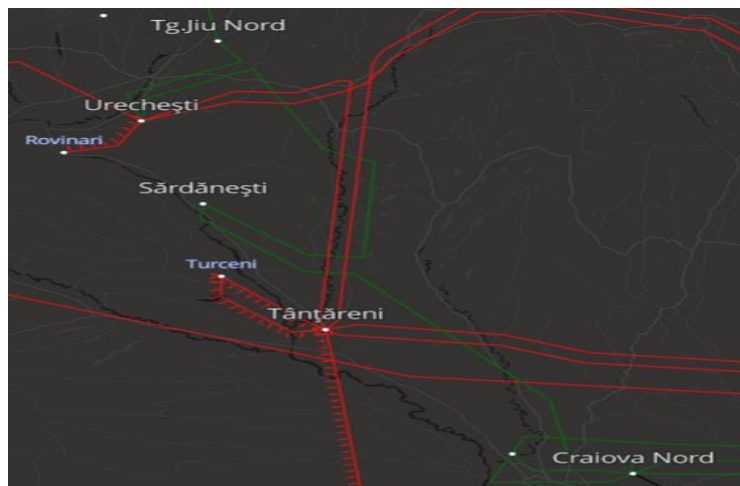 Tg.Jiu Nord
Urecheşti
Rovinari
Sărdăneşti
Turceni
Tânţăreni
Craiova Nord